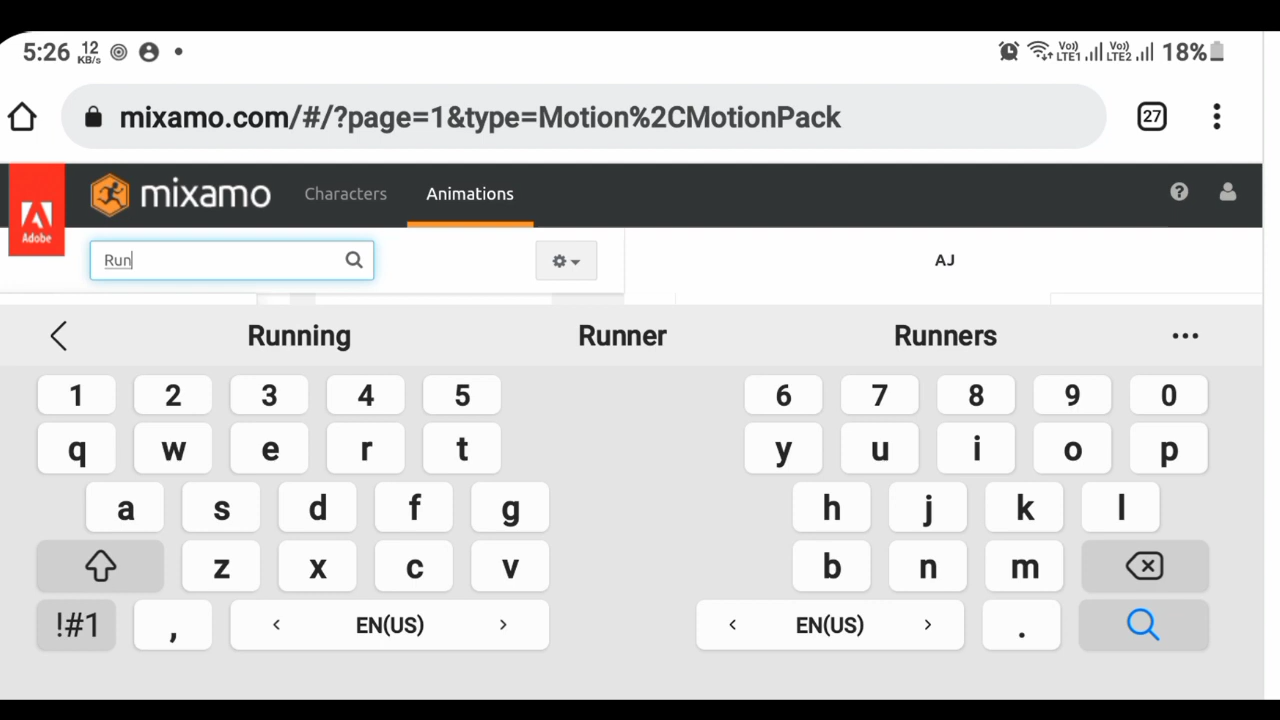 5:26 12 KB/s Vo) LTE1 Vo) LTE2 18%
mixamo.com/#/?page=1&type=Motion%2CMotionPack 27
Adobe mixamo Characters Animations ?
Run AJ
Running Runner Runners
1 2 3 4 5 6 7 8 9 0
q w e r t y u i o p
a s d f g h j k l
z x c v b n m
!#1 , < EN(US) > < EN(US) > .